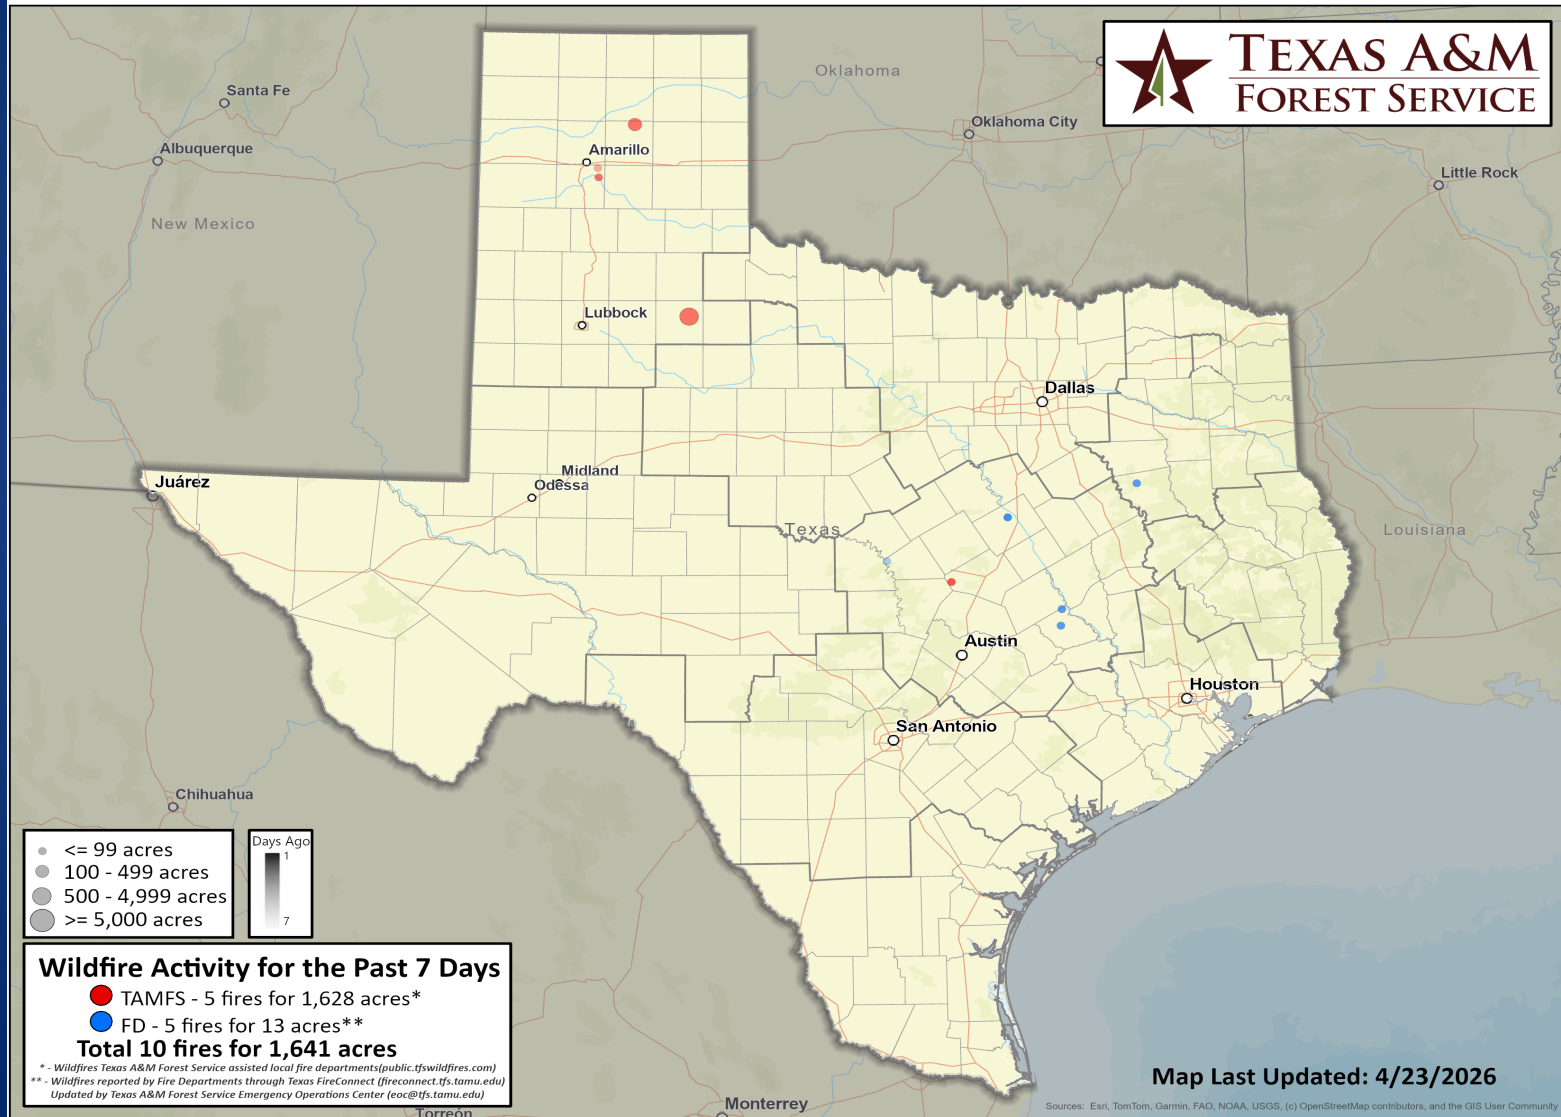 TEXAS A&M
FOREST SERVICE
Oklahoma
Santa Fe
Oklahoma City
Albuquerque
Amarillo
Little Rock
New Mexico
Lubbock
Dallas
Midland
Odessa
Juárez
Texas
Louisiana
Austin
Houston
San Antonio
Chihuahua
<= 99 acres
100 - 499 acres
500 - 4,999 acres
>= 5,000 acres
Days Ago
1
7
Wildfire Activity for the Past 7 Days
TAMFS - 5 fires for 1,628 acres*
FD - 5 fires for 13 acres**
Total 10 fires for 1,641 acres
* - Wildfires Texas A&M Forest Service assisted local fire departments(public.tfswildfires.com)
** - Wildfires reported by Fire Departments through Texas FireConnect (fireconnect.tfs.tamu.edu)
Updated by Texas A&M Forest Service Emergency Operations Center (eoc@tfs.tamu.edu)
Map Last Updated: 4/23/2026
Sources: Esri, TomTom, Garmin, FAO, NOAA, USGS, (c) OpenStreetMap contributors, and the GIS User Community
Monterrey
Torreón